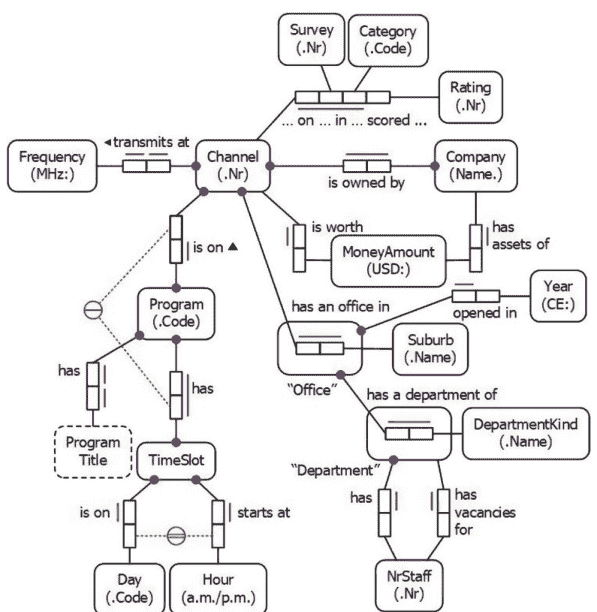 Survey
(.Nr)
Category
(.Code)
Rating
(.Nr)
... on ... in ... scored ...
◄transmits at
Frequency
(MHz:)
Channel
(.Nr)
Company
(Name.)
is owned by
is on ▲
is worth
has
assets of
MoneyAmount
(USD:)
Year
(CE:)
has an office in
opened in
Program
(.Code)
Suburb
(.Name)
has
has
"Office"
has a department of
Program
Title
TimeSlot
DepartmentKind
(.Name)
"Department"
is on
starts at
has
has
vacancies
for
Day
(.Code)
Hour
(a.m./p.m.)
NrStaff
(.Nr)